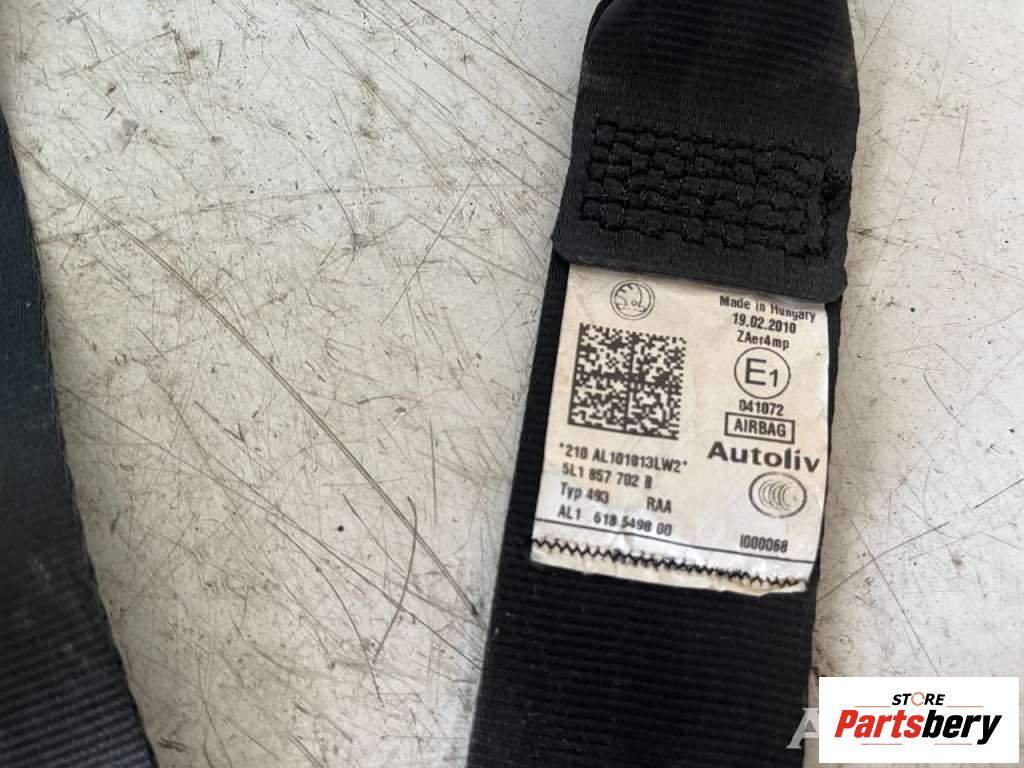 Made in Hungary
19.02.2010
ZAer4mp
E1
041072
AIRBAG
Autoliv
*210 AL101013LW2*
5L1 857 702 B
Typ 493 RAA
AL1 618 5498 00
I000068
STORE
Partsbery